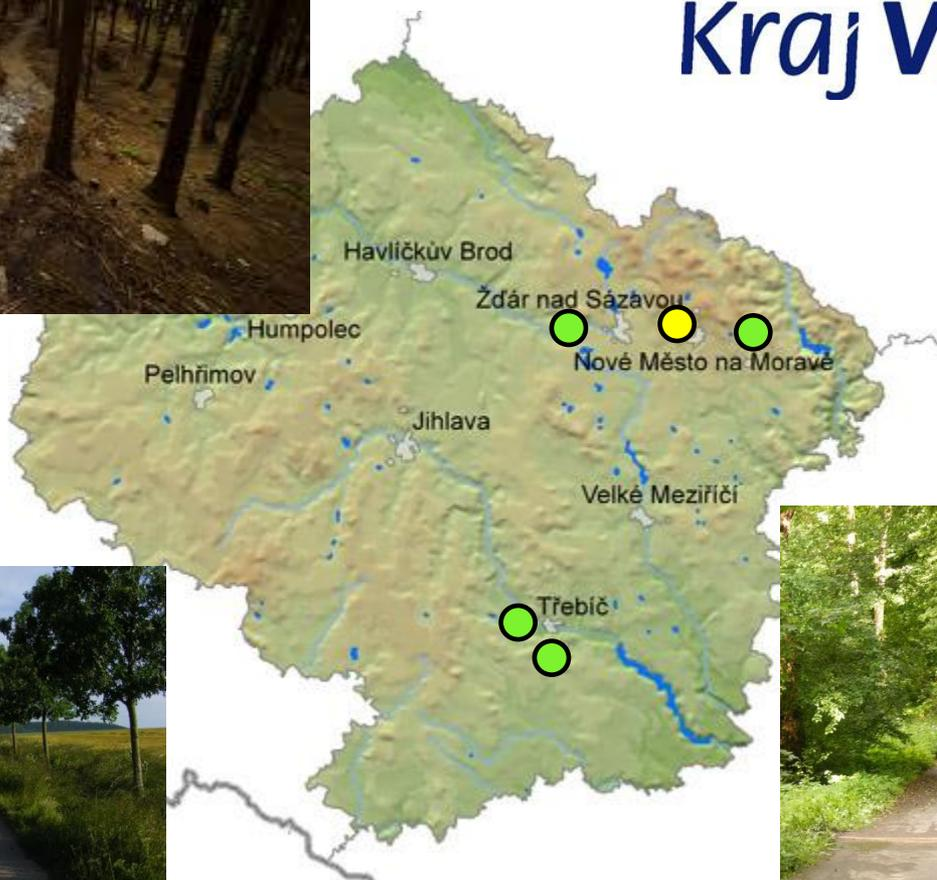 Kraj V
Havlíčkův Brod
Žďár nad Sázavou
Humpolec
Nové Město na Moravě
Pelhřimov
Jihlava
Velké Meziříčí
Třebíč